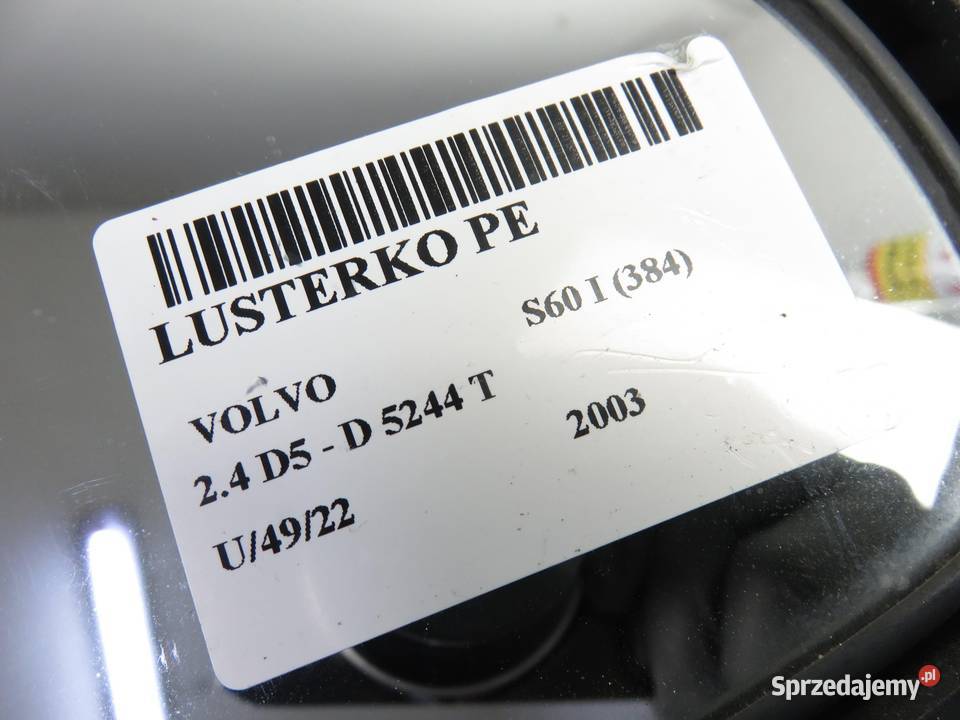 LUSTERKO PE
S60 I (384)
VOLVO
2.4 D5 - D 5244 T
2003
U/49/22
Sprzedajemy.pl